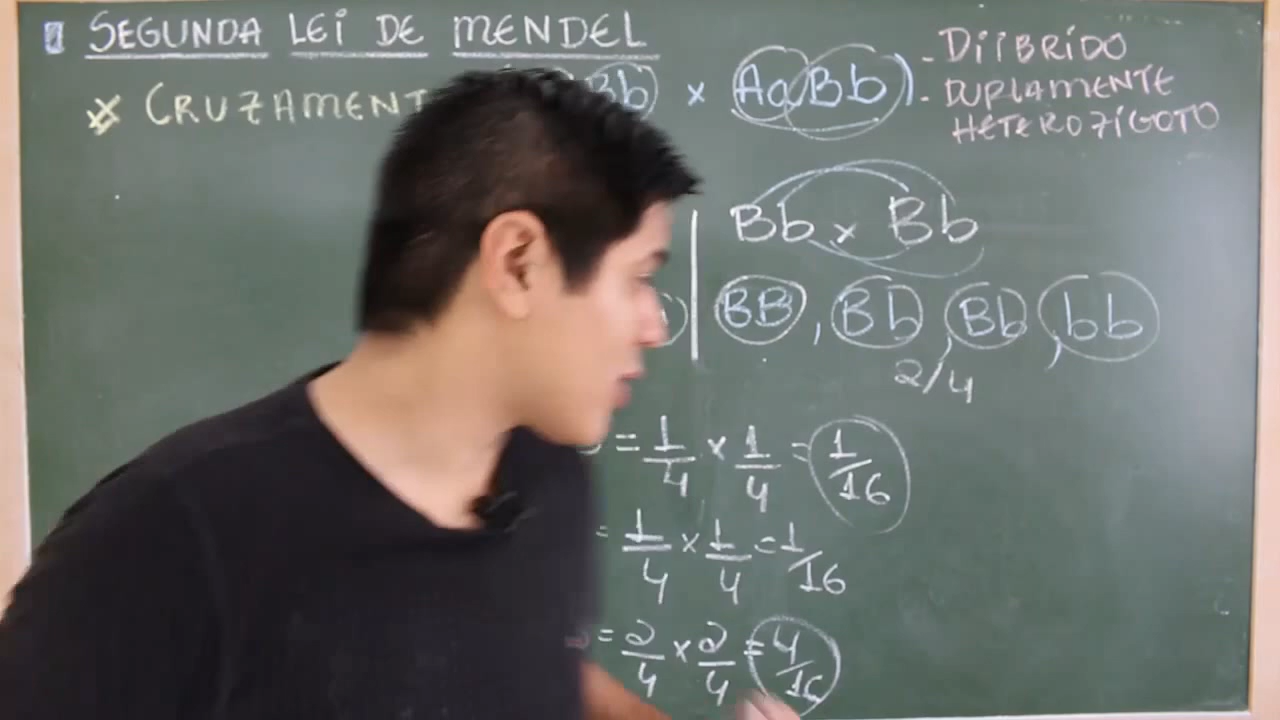 SEGUNDA LEI DE MENDEL
CRUZAMENT Bb x AaBb
- DIIBRIDO
- DUPLAMENTE
HETEROZIGOTO
Bb x Bb
BB, Bb, Bb, bb
2/4
= 1/4 x 1/4 = 1/16
= 1/4 x 1/4 = 1/16
= 2/4 x 2/4 = 4/16